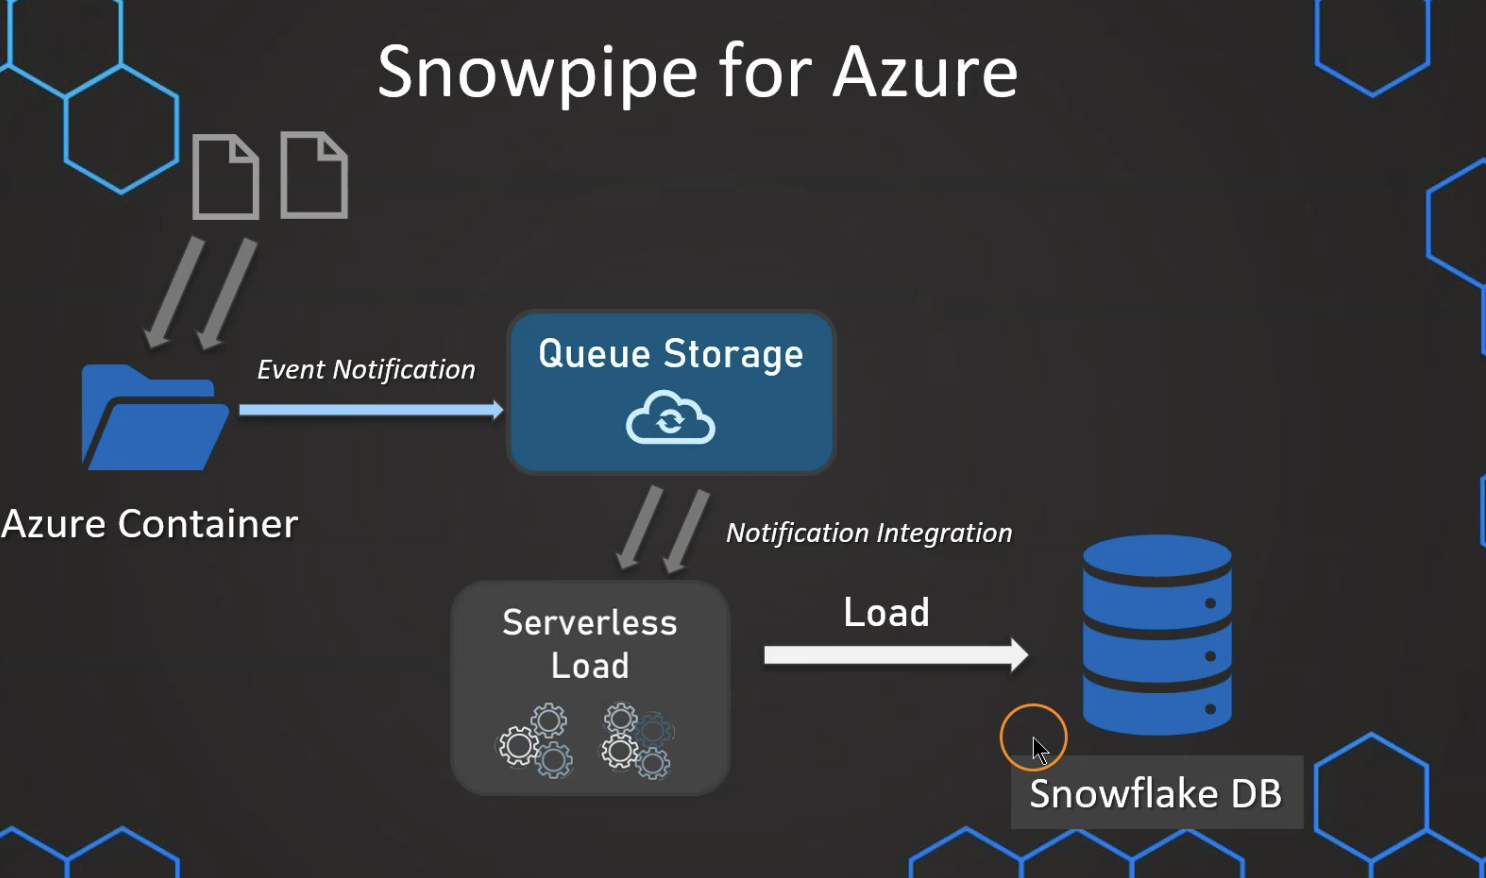 Snowpipe for Azure
Event Notification
Queue Storage
Azure Container
Notification Integration
Serverless
Load
Load
Snowflake DB